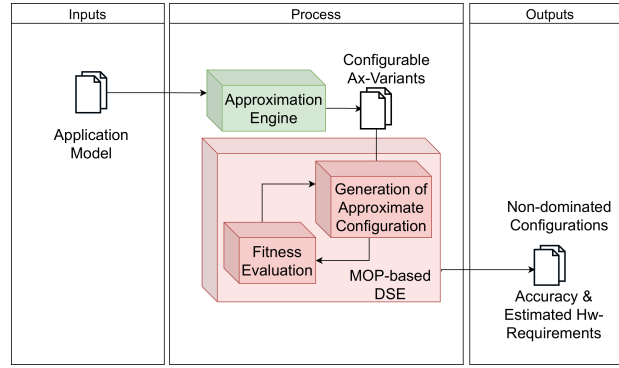 Inputs
Process
Outputs
Configurable
Ax-Variants
Approximation
Engine
Application
Model
Generation of
Approximate
Configuration
Fitness
Evaluation
MOP-based
DSE
Non-dominated
Configurations
Accuracy &
Estimated Hw-
Requirements